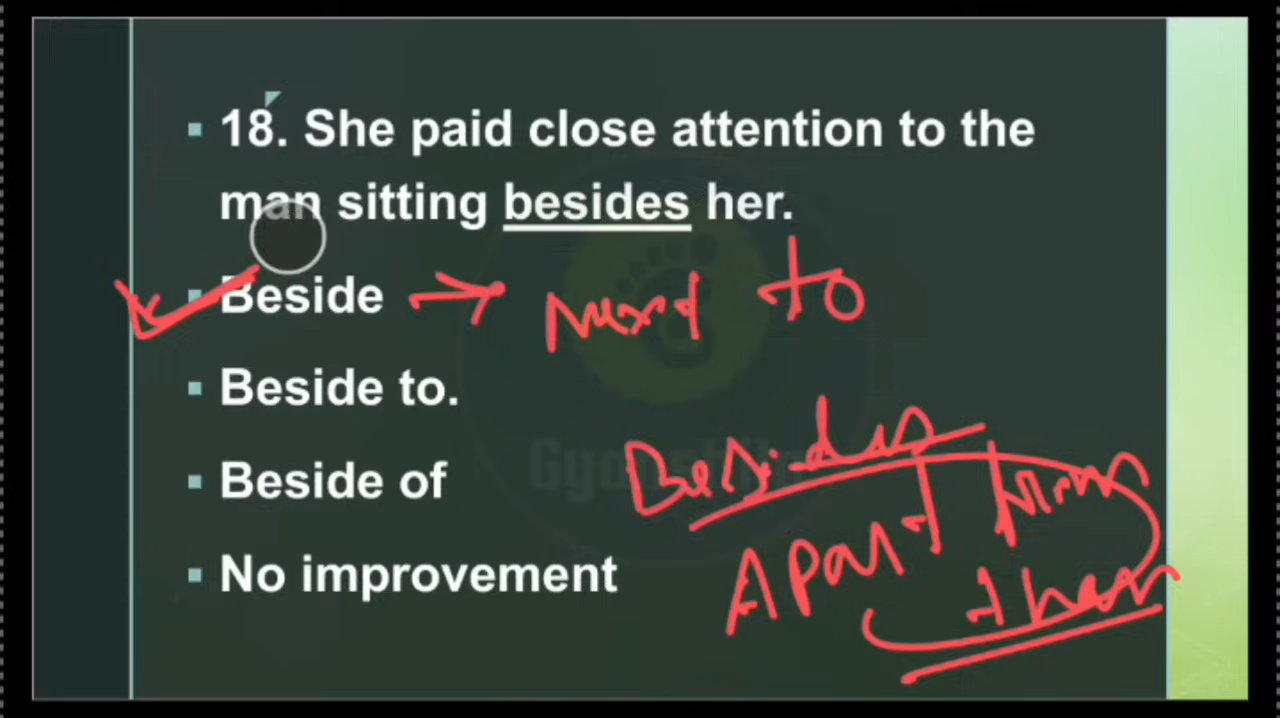 18. She paid close attention to the
man sitting besides her.
Beside → Next to
Beside to.
Beside of
No improvement
Besides
Apart from
them